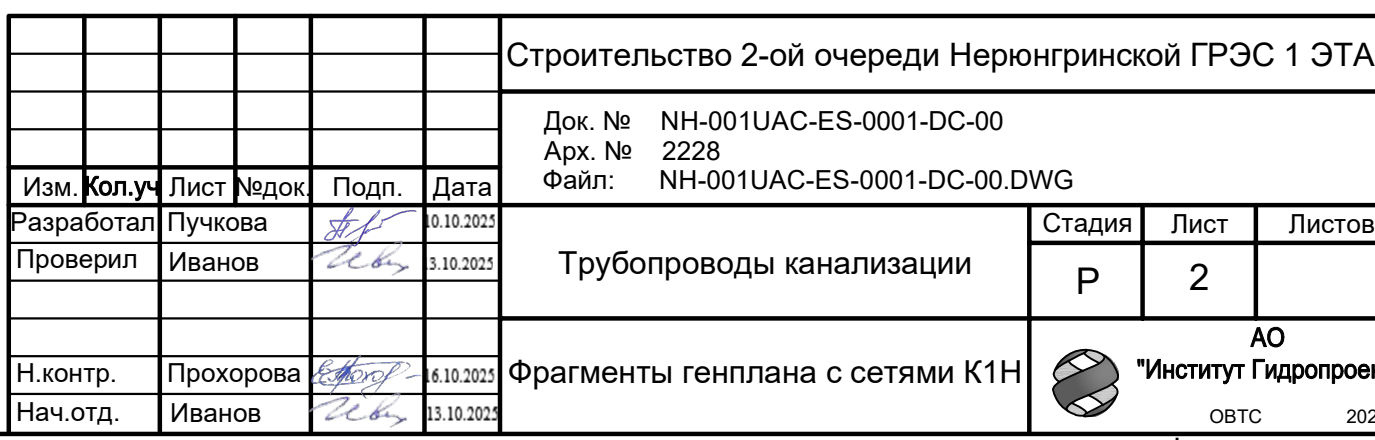 Строительство 2-ой очереди Нерюнгринской ГРЭС 1 ЭТА
Док. № NH-001UAC-ES-0001-DC-00
Арх. № 2228
Файл: NH-001UAC-ES-0001-DC-00.DWG
Изм. Кол.уч Лист №док. Подп. Дата
Разработал Пучкова 10.10.2025
Проверил Иванов 3.10.2025
Трубопроводы канализации
Стадия Лист Листов
Р 2
Н.контр. Прохорова 16.10.2025
Нач.отд. Иванов 13.10.2025
Фрагменты генплана с сетями К1Н
АО
"Институт Гидропроек
ОВТС 202